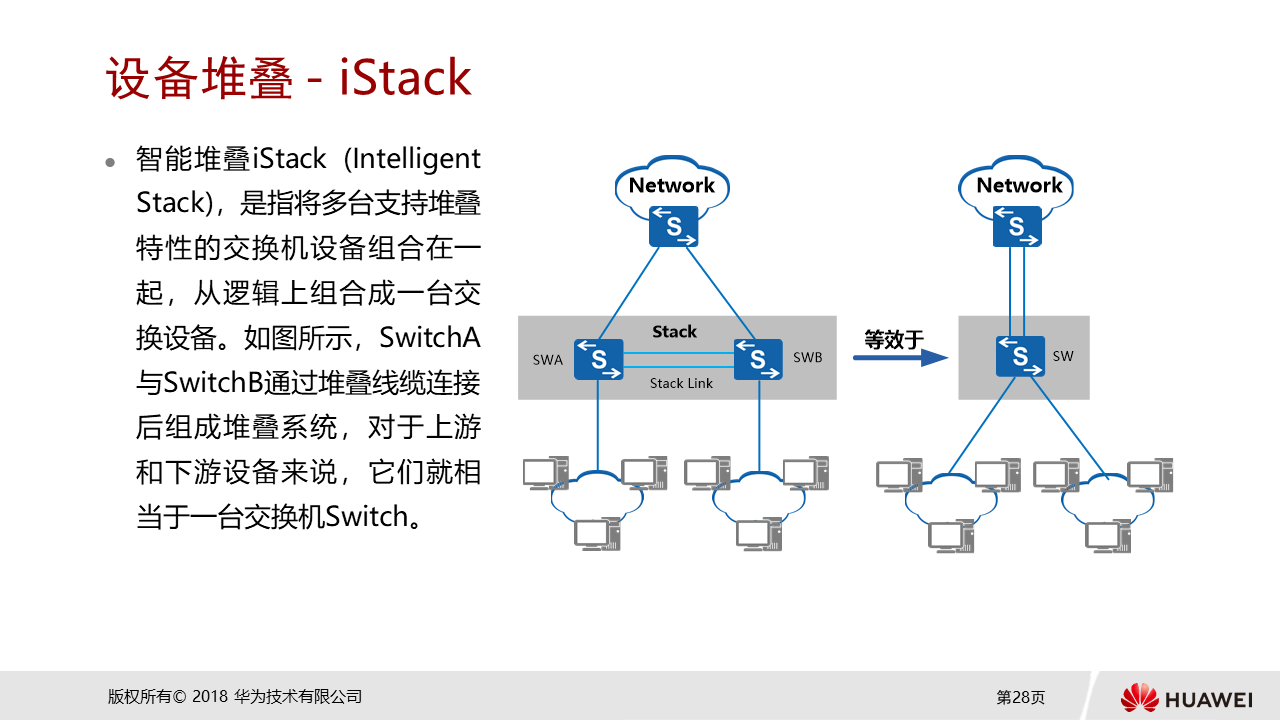 设备堆叠 - iStack
● 智能堆叠iStack (Intelligent
Stack)，是指将多台支持堆叠
特性的交换机设备组合在一
起，从逻辑上组合成一台交
换设备。如图所示，SwitchA
与SwitchB通过堆叠线缆连接
后组成堆叠系统，对于上游
和下游设备来说，它们就相
当于一台交换机Switch。
Network
S
Stack
SWA
S
S
SWB
Stack Link
等效于
Network
S
S
SW
版权所有© 2018 华为技术有限公司
第28页
HUAWEI